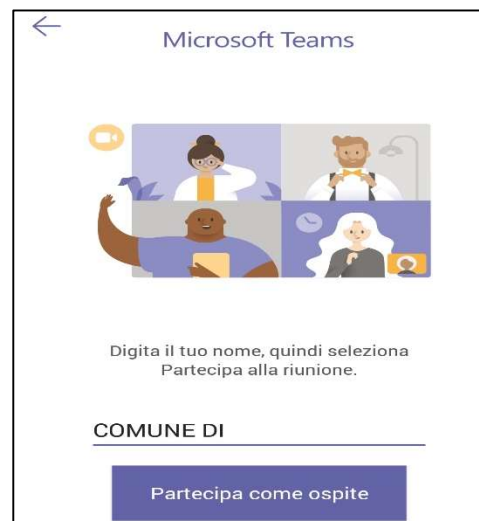 Microsoft Teams
Digita il tuo nome, quindi seleziona
Partecipa alla riunione.
COMUNE DI
Partecipa come ospite